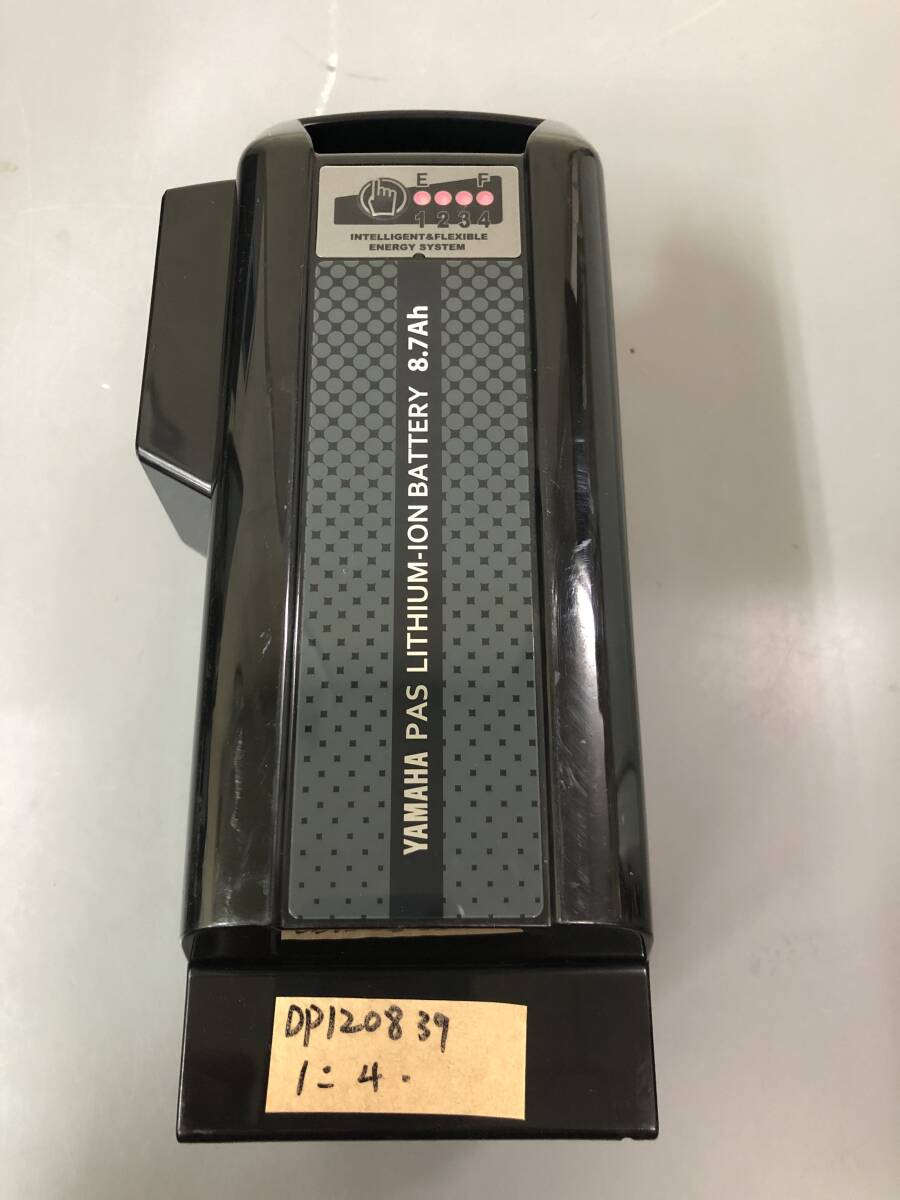 E F
1 2 3 4
INTELLIGENT&FLEXIBLE
ENERGY SYSTEM
YAMAHA PAS LITHIUM-ION BATTERY 8.7Ah
DP120839
1=4.